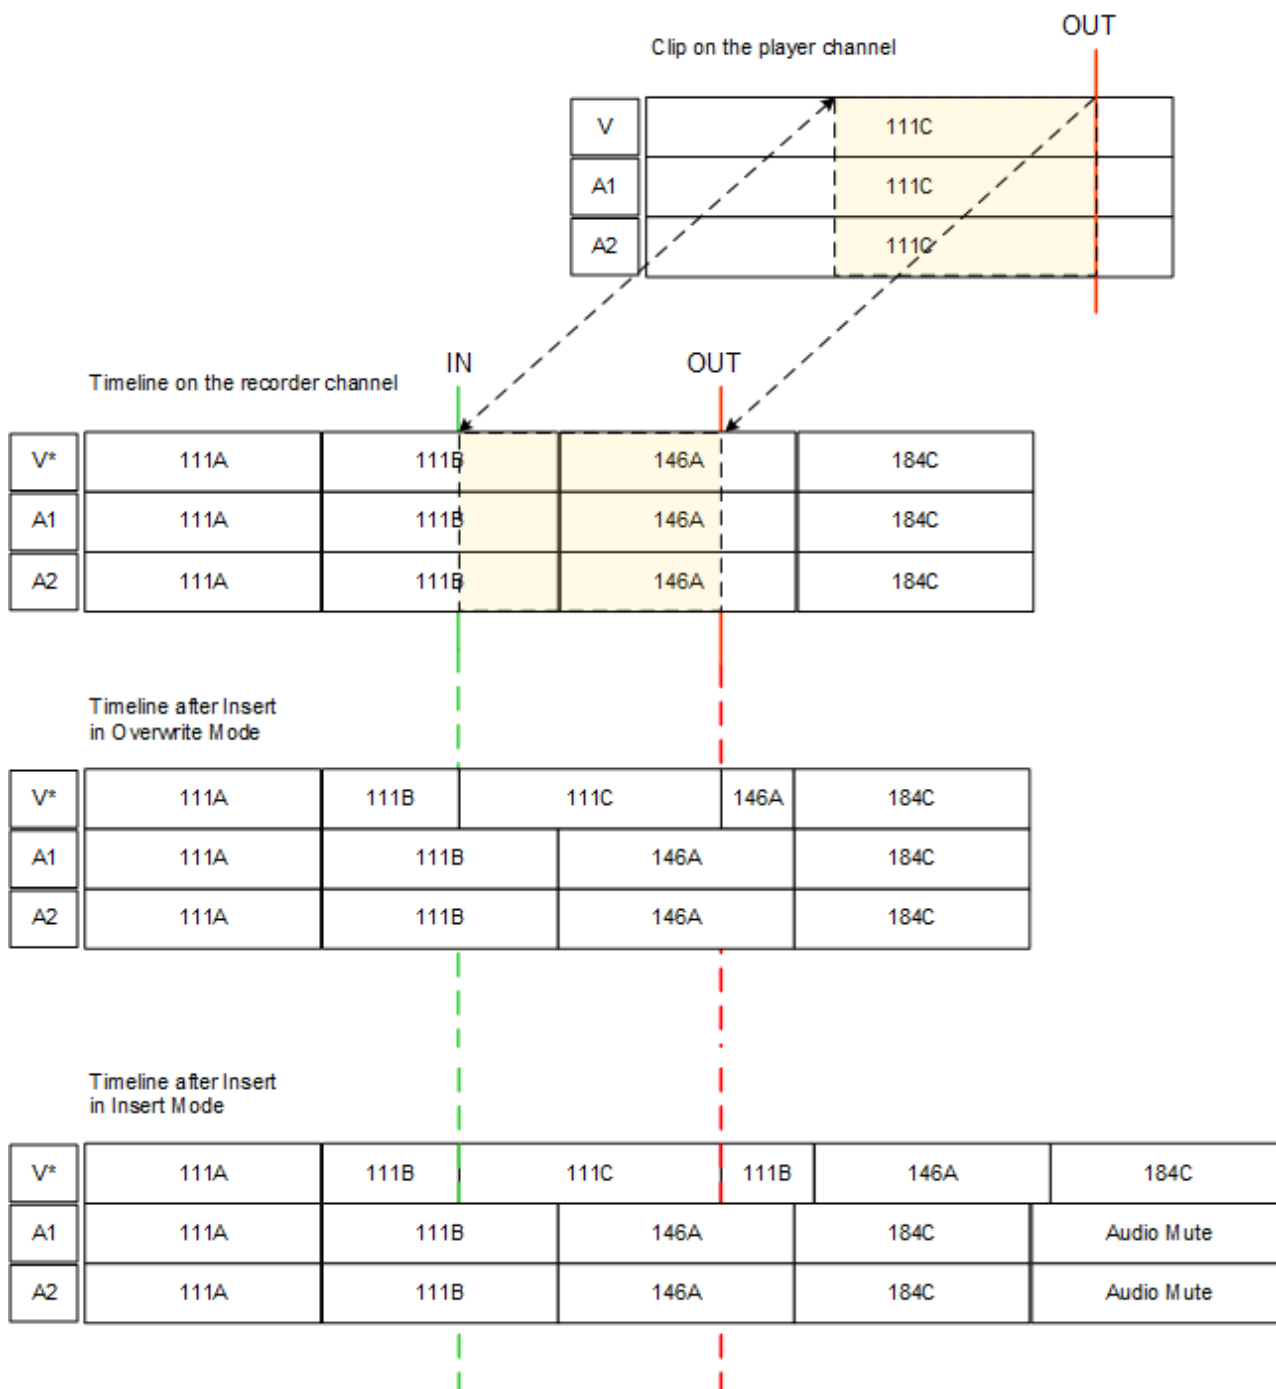 OUT
Clip on the player channel
V 111C
A1 111C
A2 111C
IN OUT
Timeline on the recorder channel
V* 111A 111B 146A 184C
A1 111A 111B 146A 184C
A2 111A 111B 146A 184C
Timeline after Insert
in Overwrite Mode
V* 111A 111B 111C 146A 184C
A1 111A 111B 146A 184C
A2 111A 111B 146A 184C
Timeline after Insert
in Insert Mode
V* 111A 111B 111C 111B 146A 184C
A1 111A 111B 146A 184C Audio Mute
A2 111A 111B 146A 184C Audio Mute